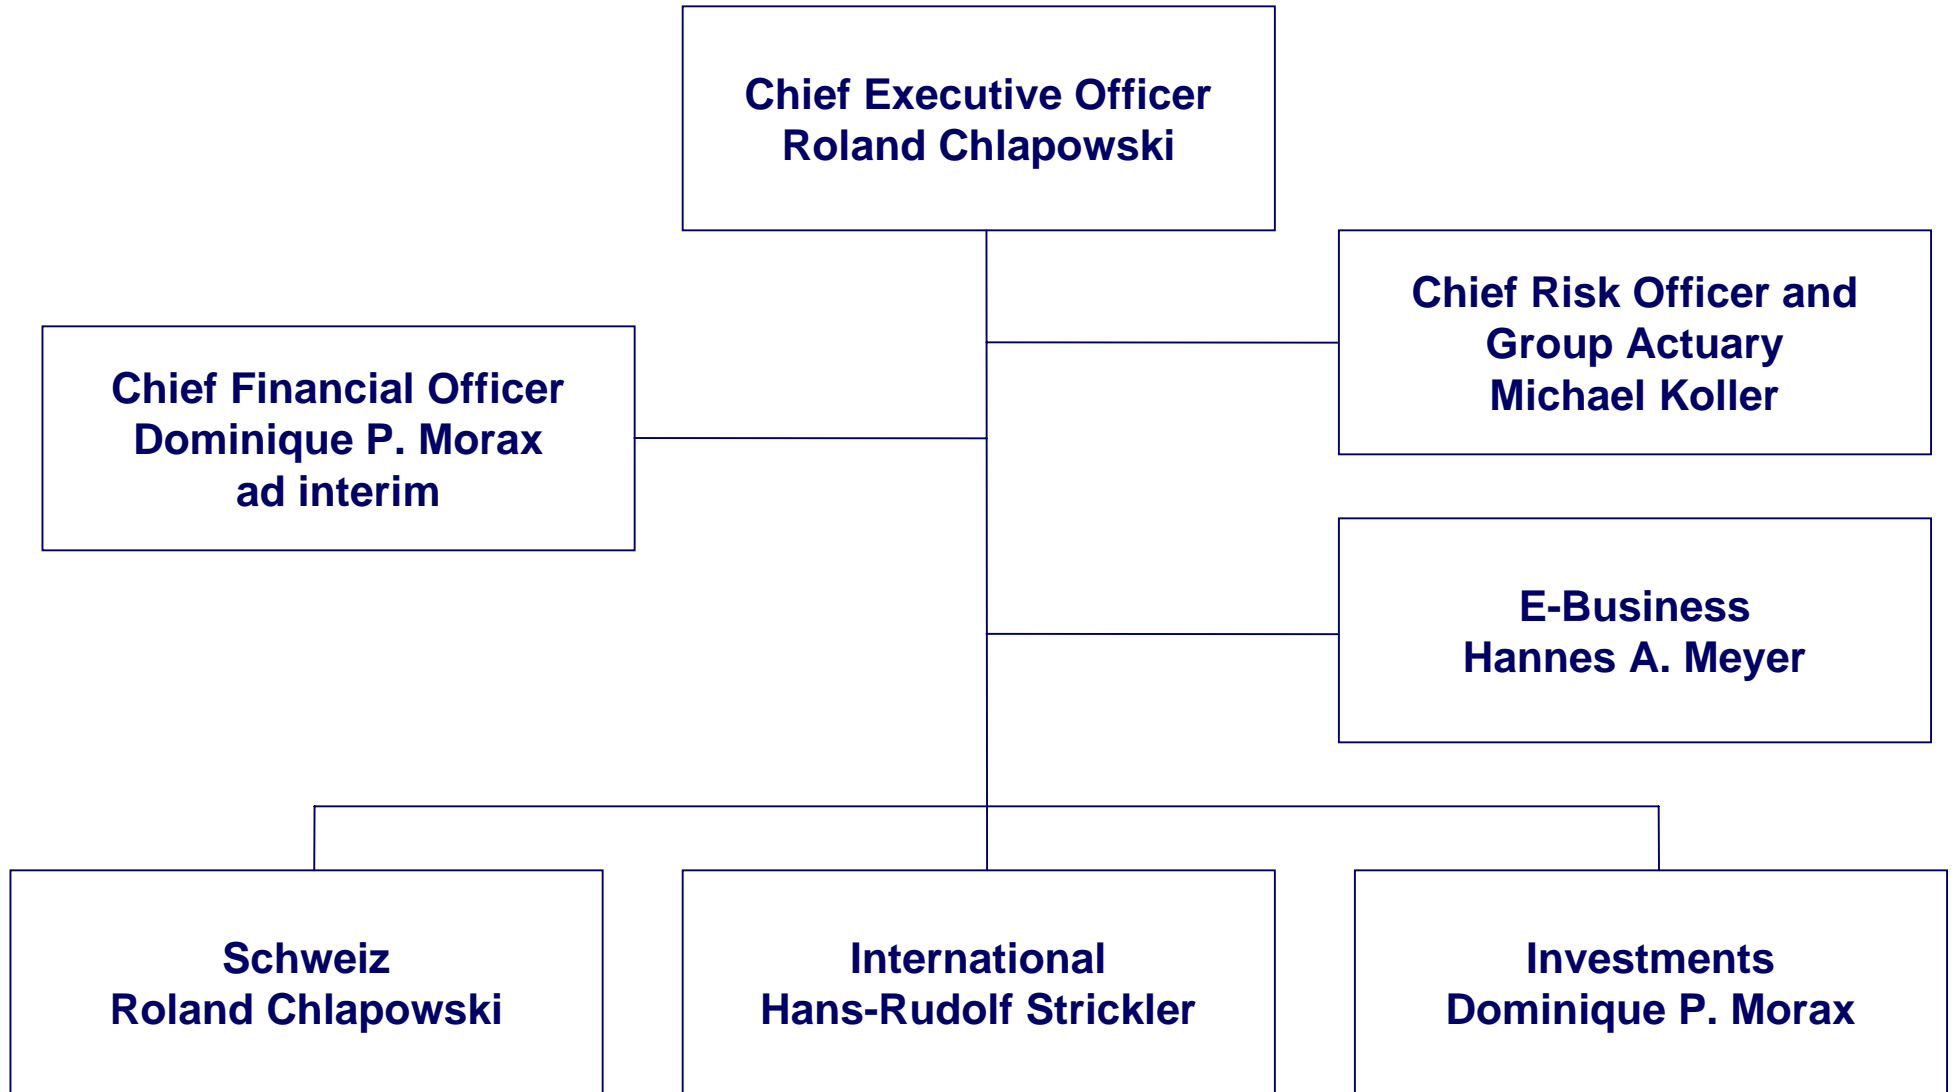 Chief Executive Officer
Roland Chlapowski
Chief Risk Officer and
Group Actuary
Michael Koller
Chief Financial Officer
Dominique P. Morax
ad interim
E-Business
Hannes A. Meyer
Schweiz
Roland Chlapowski
International
Hans-Rudolf Strickler
Investments
Dominique P. Morax